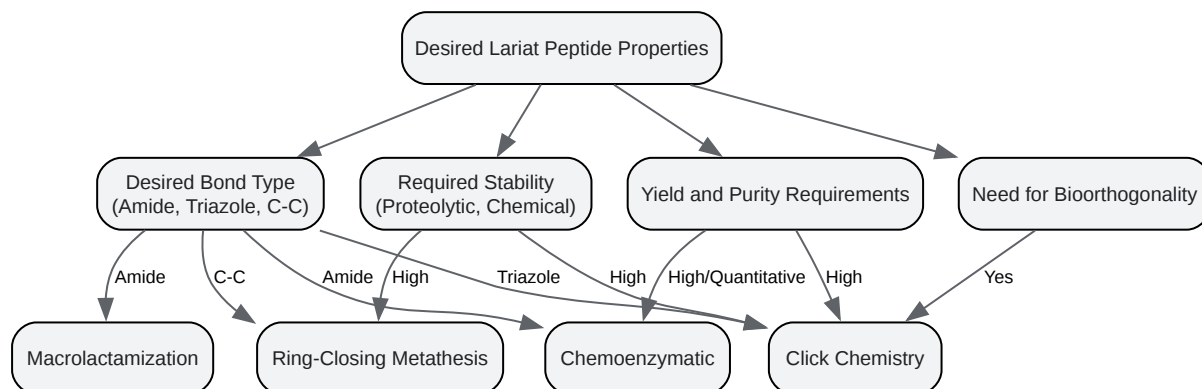 Desired Lariat Peptide Properties
Desired Bond Type
(Amide, Triazole, C-C)
Required Stability
(Proteolytic, Chemical)
Yield and Purity Requirements
Need for Bioorthogonality
Amide
C-C
Amide
High
Triazole
High
High/Quantitative
High
Yes
Macrolactamization
Ring-Closing Metathesis
Chemoenzymatic
Click Chemistry